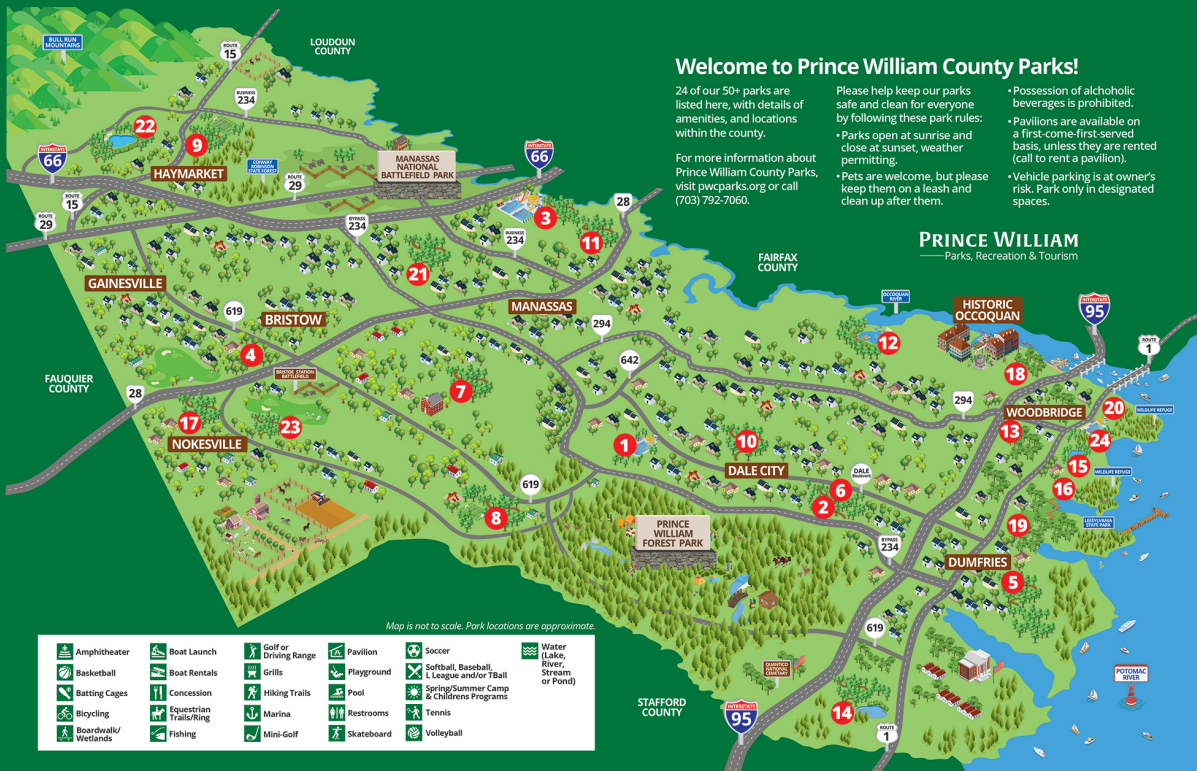 Welcome to Prince William County Parks!
24 of our 50+ parks are
listed here, with details of
amenities, and locations
within the county.
For more information about
Prince William County Parks,
visit pwcparks.org or call
(703) 792-7060.
Please help keep our parks
safe and clean for everyone
by following these park rules:
• Parks open at sunrise and
close at sunset, weather
permitting.
• Pets are welcome, but please
keep them on a leash and
clean up after them.
• Possession of alchoholic
beverages is prohibited.
• Pavilions are available on
a first-come-first-served
basis, unless they are rented
(call to rent a pavilion).
• Vehicle parking is at owner's
risk. Park only in designated
spaces.
PRINCE WILLIAM
Parks, Recreation & Tourism
BULL RUN
MOUNTAINS
ROUTE
15
LOUDOUN
COUNTY
BUSINESS
234
22
9
INTERSTATE
66
HAYMARKET
CONWAY
ROBINSON
STATE FOREST
ROUTE
29
MANASSAS
NATIONAL
BATTLEFIELD PARK
INTERSTATE
66
ROUTE
15
ROUTE
29
BYPASS
234
3
28
BUSINESS
234
11
21
FAIRFAX
COUNTY
GAINESVILLE
619
BRISTOW
MANASSAS
294
OCCOQUAN
RIVER
HISTORIC
OCCOQUAN
INTERSTATE
95
ROUTE
1
12
4
642
18
FAUQUIER
COUNTY
BRISTOE STATION
BATTLEFIELD
28
7
294
WOODBRIDGE
20
WILDLIFE REFUGE
17
23
NOKESVILLE
1
10
13
24
DALE CITY
DALE
Boulevard
15
WILDLIFE REFUGE
16
619
6
2
8
19
LEESYLVANIA
STATE PARK
PRINCE
WILLIAM
FOREST PARK
BYPASS
234
DUMFRIES
5
619
QUANTICO
NATIONAL
CEMETERY
POTOMAC
RIVER
STAFFORD
COUNTY
INTERSTATE
95
14
ROUTE
1
Map is not to scale. Park locations are approximate.
Amphitheater
Basketball
Batting Cages
Bicycling
Boardwalk/
Wetlands
Boat Launch
Boat Rentals
Concession
Equestrian
Trails/Ring
Fishing
Golf or
Driving Range
Grills
Hiking Trails
Marina
Mini-Golf
Pavilion
Playground
Pool
Restrooms
Skateboard
Soccer
Softball, Baseball,
L League and/or TBall
Spring/Summer Camp
& Childrens Programs
Tennis
Volleyball
Water
(Lake,
River,
Stream
or Pond)